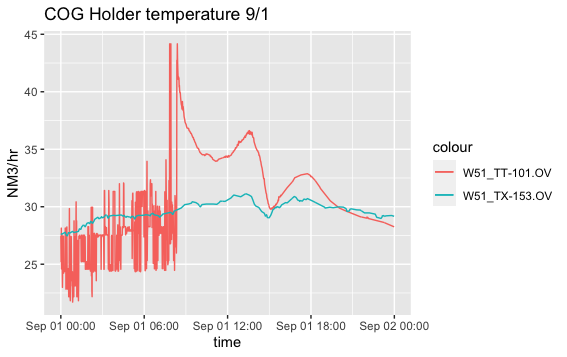 COG Holder temperature 9/1
45
40
35
30
25
NM3/hr
Sep 01 00:00
Sep 01 06:00
Sep 01 12:00
Sep 01 18:00
Sep 02 00:00
time
colour
W51_TT-101.OV
W51_TX-153.OV